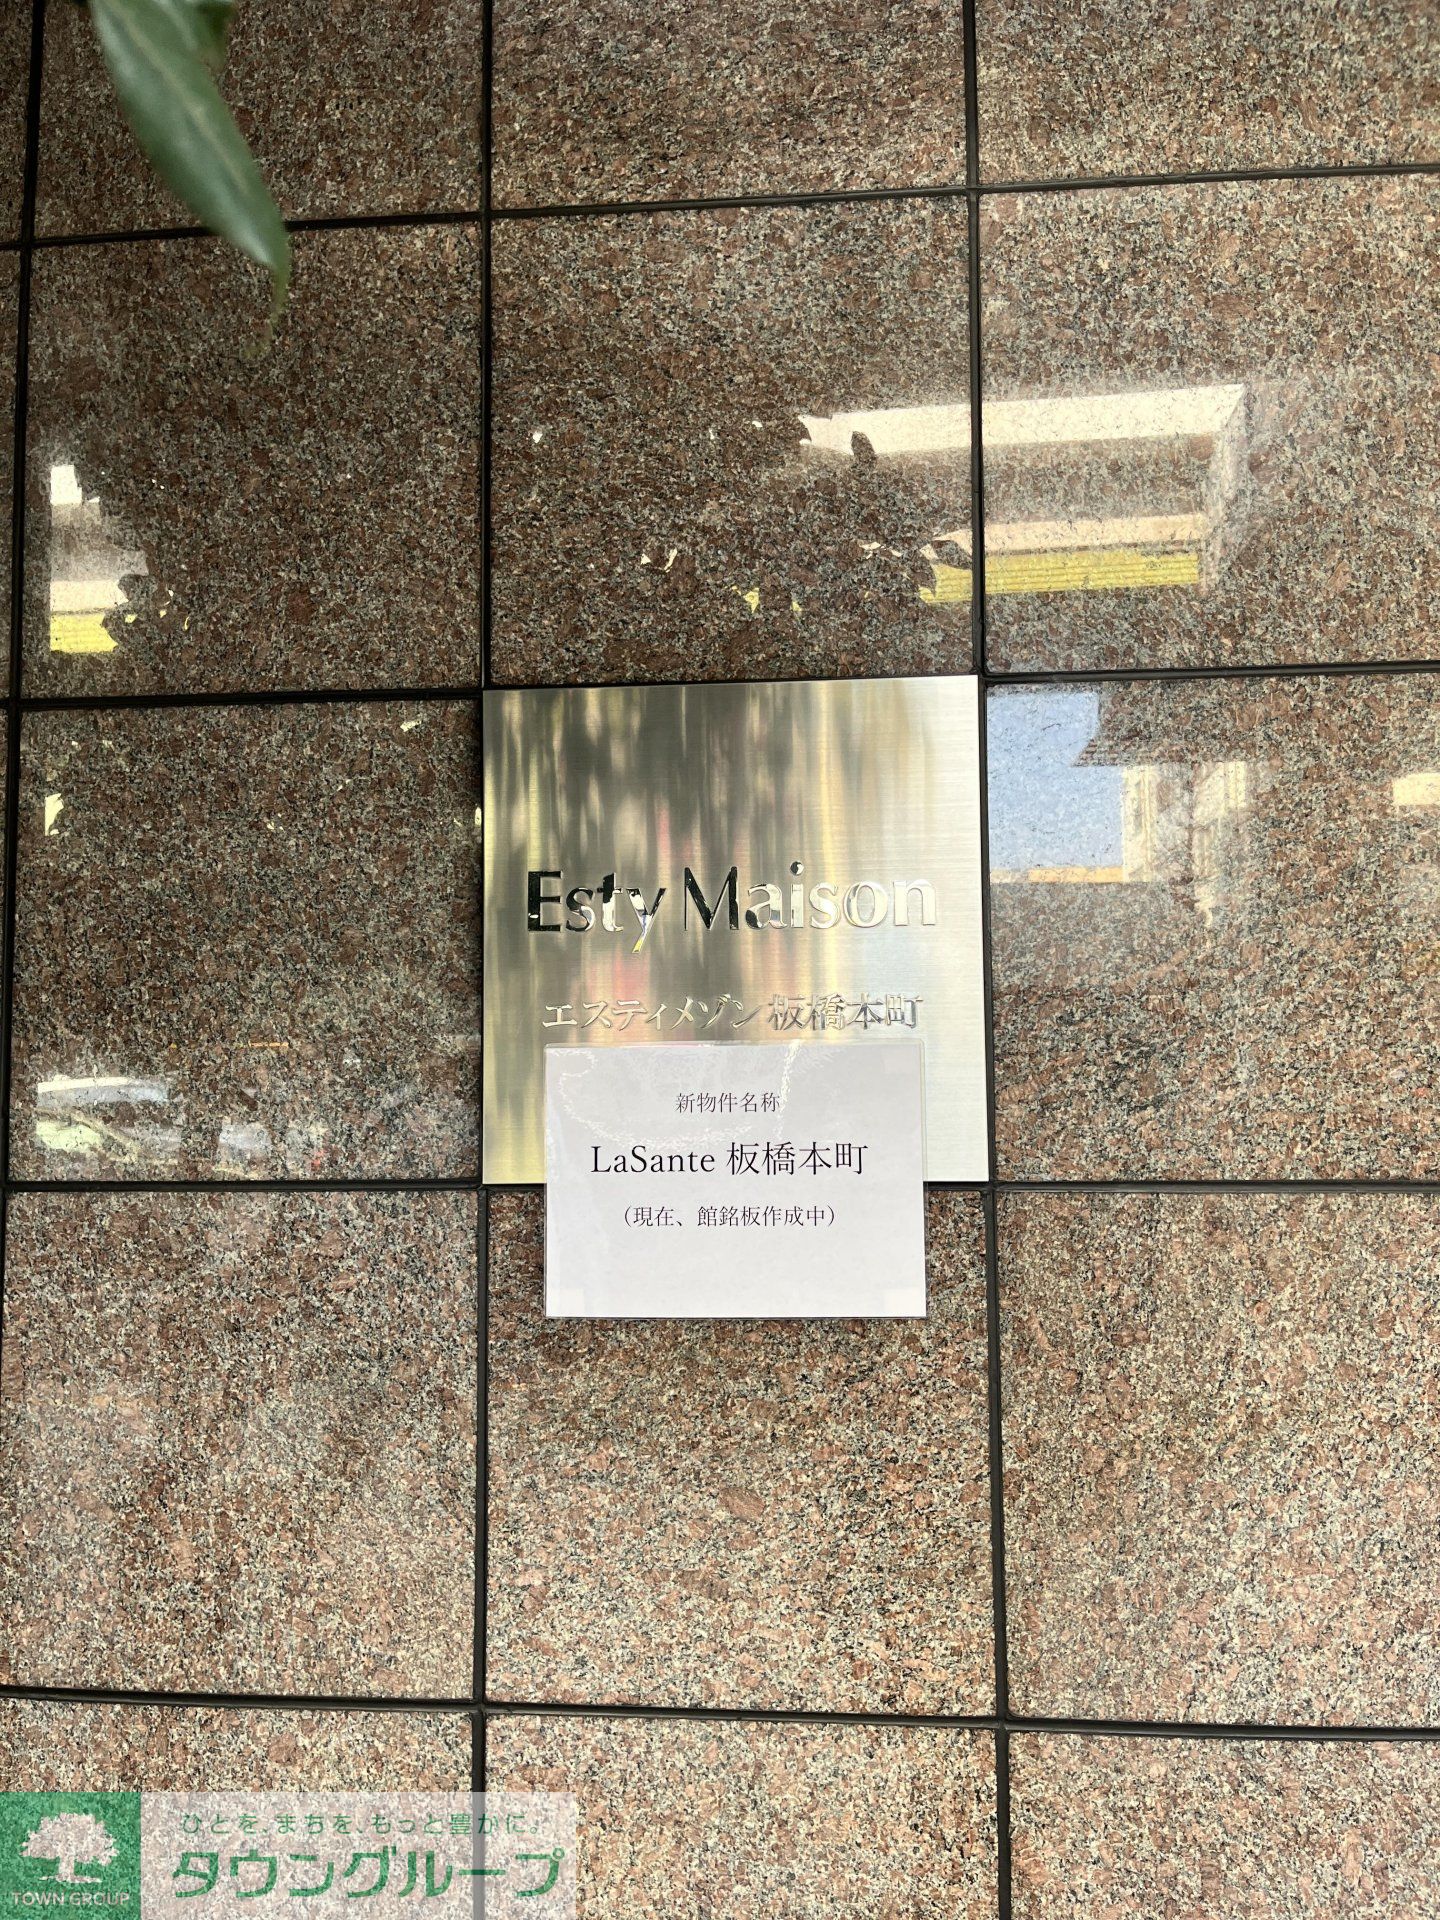 Esty Maison
エスティメゾン 板橋本町
新物件名称
LaSante 板橋本町
（現在、館銘板作成中）
ひとを、まちを、もっと豊かに。
タウングループ
TOWN GROUP